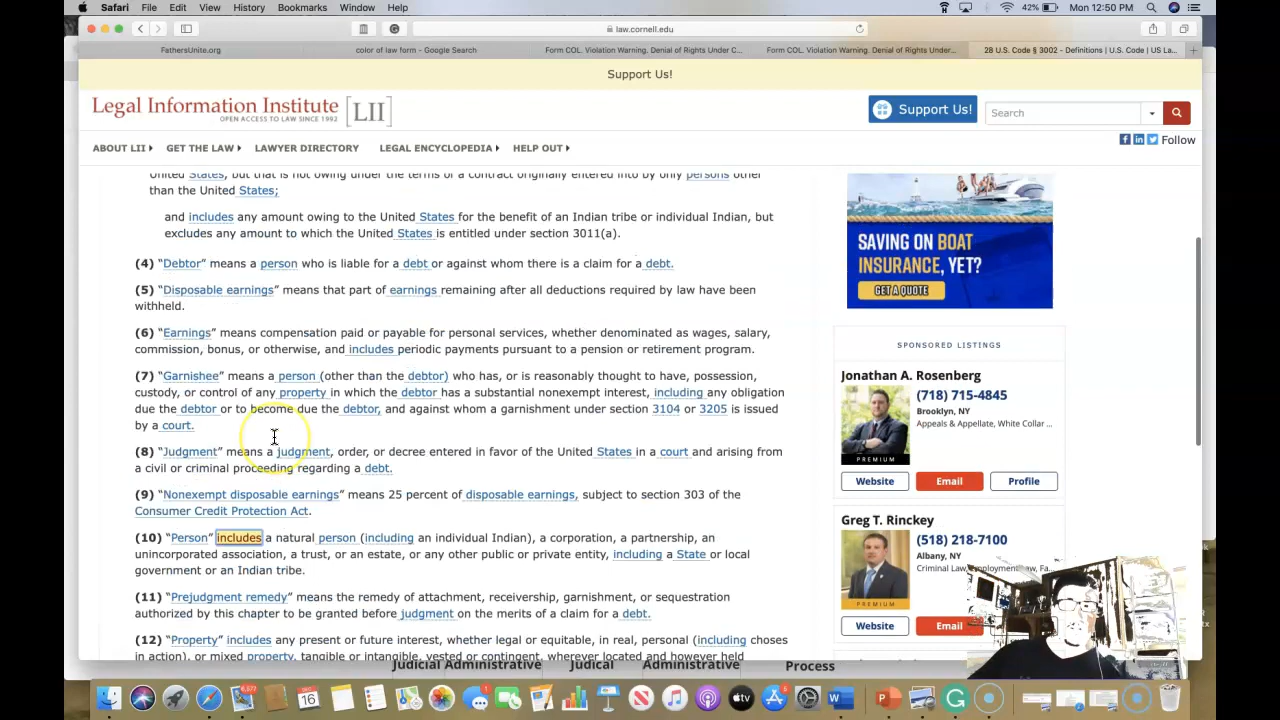 Safari File Edit View History Bookmarks Window Help 42% Mon 12:50 PM
law.cornell.edu
FathersUnite.org color of law form - Google Search Form COL. Violation Warning. Denial of Rights Under C... Form COL. Violation Warning. Denial of Rights Under... 28 U.S. Code § 3002 - Definitions | U.S. Code | US La...
Support Us!
Legal Information Institute [LII]
OPEN ACCESS TO LAW SINCE 1992
Support Us!
Search
ABOUT LII GET THE LAW LAWYER DIRECTORY LEGAL ENCYCLOPEDIA HELP OUT
Follow
United States, but that is not owing under the terms of a contract originally entered into by only persons other
than the United States;
and includes any amount owing to the United States for the benefit of an Indian tribe or individual Indian, but
excludes any amount to which the United States is entitled under section 3011(a).
(4) “Debtor” means a person who is liable for a debt or against whom there is a claim for a debt.
(5) “Disposable earnings” means that part of earnings remaining after all deductions required by law have been
withheld.
(6) “Earnings” means compensation paid or payable for personal services, whether denominated as wages, salary,
commission, bonus, or otherwise, and includes periodic payments pursuant to a pension or retirement program.
(7) “Garnishee” means a person (other than the debtor) who has, or is reasonably thought to have, possession,
custody, or control of any property in which the debtor has a substantial nonexempt interest, including any obligation
due the debtor or to become due the debtor, and against whom a garnishment under section 3104 or 3205 is issued
by a court.
(8) “Judgment” means a judgment, order, or decree entered in favor of the United States in a court and arising from
a civil or criminal proceeding regarding a debt.
(9) “Nonexempt disposable earnings” means 25 percent of disposable earnings, subject to section 303 of the
Consumer Credit Protection Act.
(10) “Person” includes a natural person (including an individual Indian), a corporation, a partnership, an
unincorporated association, a trust, or an estate, or any other public or private entity, including a State or local
government or an Indian tribe.
(11) “Prejudgment remedy” means the remedy of attachment, receivership, garnishment, or sequestration
authorized by this chapter to be granted before judgment on the merits of a claim for a debt.
(12) “Property” includes any present or future interest, whether legal or equitable, in real, personal (including choses
in action), or mixed property, tangible or intangible, vested or contingent, wherever located and however held
SAVING ON BOAT
INSURANCE, YET?
GET A QUOTE
SPONSORED LISTINGS
Jonathan A. Rosenberg
(718) 715-4845
Brooklyn, NY
Appeals & Appellate, White Collar ...
PREMIUM
Website Email Profile
Greg T. Rinckey
(518) 218-7100
Albany, NY
Criminal Law, Employment Law, Fa...
PREMIUM
Website Email
Judicial Administrative Judical Administrative Process